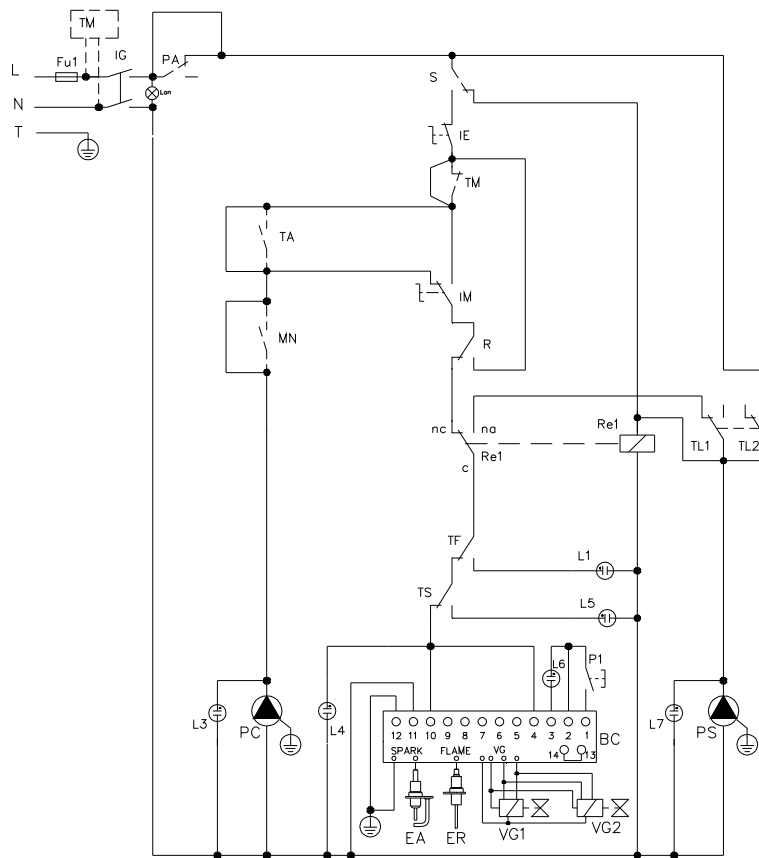 TM
L
Fu1
IG
PA
N
Lan
T
S
IE
TM
TA
IM
MN
R
nc
na
Re1
c
Re1
TL1
TL2
TF
L1
TS
L5
L6
P1
L3
PC
L4
L7
PS
12 11 10 9 8 7 6 5 4 3 2 1
BC
SPARK
FLAME
VG
14
13
EA
ER
VG1
VG2